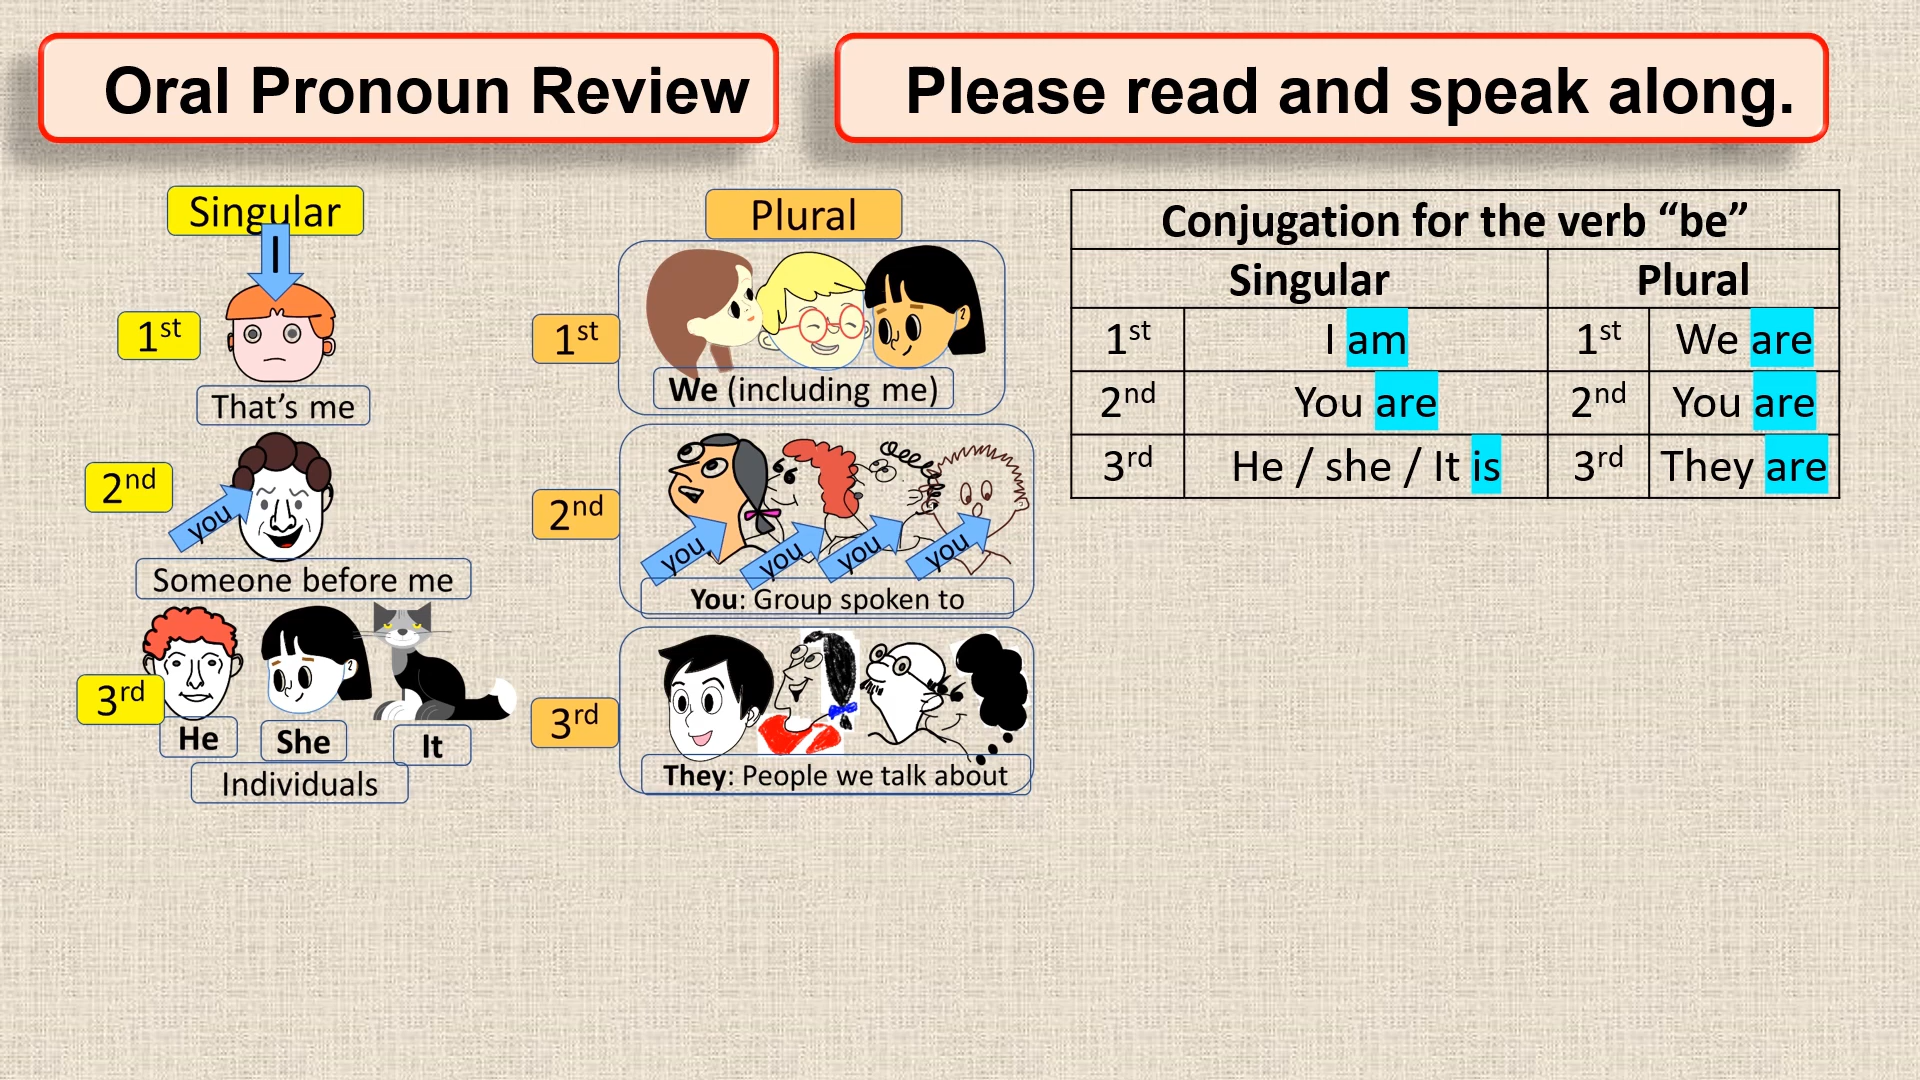 Oral Pronoun Review
Please read and speak along.
Singular
I
1st
That's me
2nd
you
Someone before me
3rd
He
She
It
Individuals
Plural
1st
We (including me)
2nd
you
you
you
you
You: Group spoken to
3rd
They: People we talk about
Conjugation for the verb “be”
Singular Plural
1st I am 1st We are
2nd You are 2nd You are
3rd He / she / It is 3rd They are